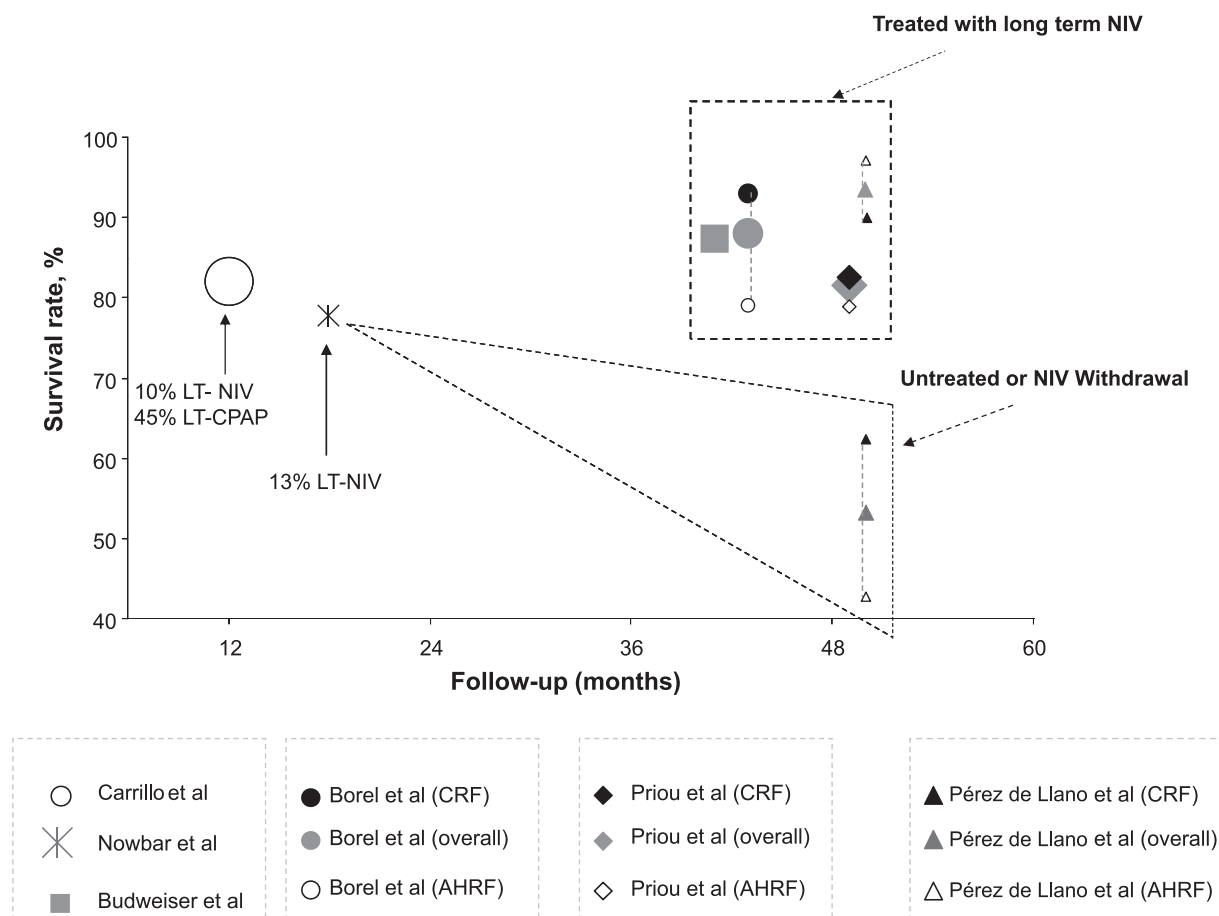 Treated with long term NIV
100
90
80
70
60
50
40
Survival rate, %
10% LT- NIV
45% LT-CPAP
13% LT-NIV
Untreated or NIV Withdrawal
12 24 36 48 60
Follow-up (months)
Carrillo et al
Nowbar et al
Budweiser et al
Borel et al (CRF)
Borel et al (overall)
Borel et al (AHRF)
Priou et al (CRF)
Priou et al (overall)
Priou et al (AHRF)
Pérez de Llano et al (CRF)
Pérez de Llano et al (overall)
Pérez de Llano et al (AHRF)